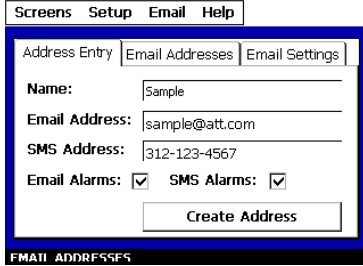 Screens Setup Email Help
Address Entry Email Addresses Email Settings
Name: Sample
Email Address: sample@att.com
SMS Address: 312-123-4567
Email Alarms: SMS Alarms:
Create Address
EMAIL ADDRESSES